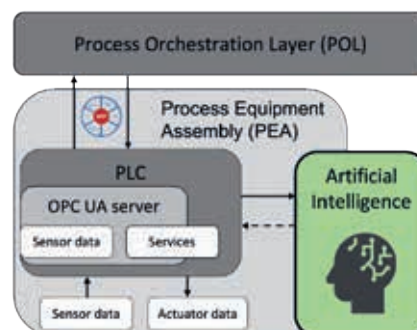 Process Orchestration Layer (POL)
Process Equipment
Assembly (PEA)
PLC
OPC UA server
Sensor data
Services
Artificial
Intelligence
Sensor data
Actuator data